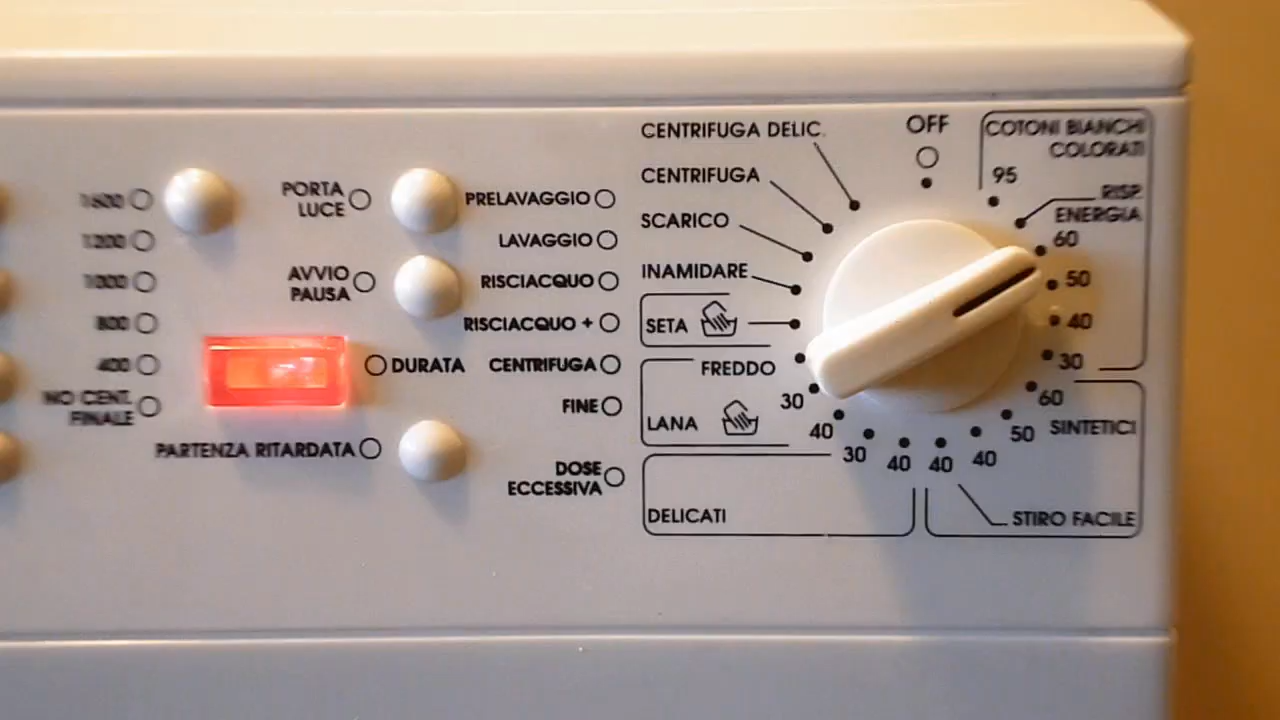 1600
1200
1000
800
400
NO CENT.
FINALE
PORTA
LUCE
AVVIO
PAUSA
DURATA
PARTENZA RITARDATA
PRELAVAGGIO
LAVAGGIO
RISCIACQUO
RISCIACQUO +
CENTRIFUGA
FINE
DOSE
ECCESSIVA
CENTRIFUGA DELIC.
CENTRIFUGA
SCARICO
INAMIDARE
SETA
FREDDO
30
LANA
40
30
40
DELICATI
OFF
COTONI BIANCHI
COLORATI
95
RISP.
ENERGIA
60
50
40
30
60
50
SINTETICI
40
40
STIRO FACILE